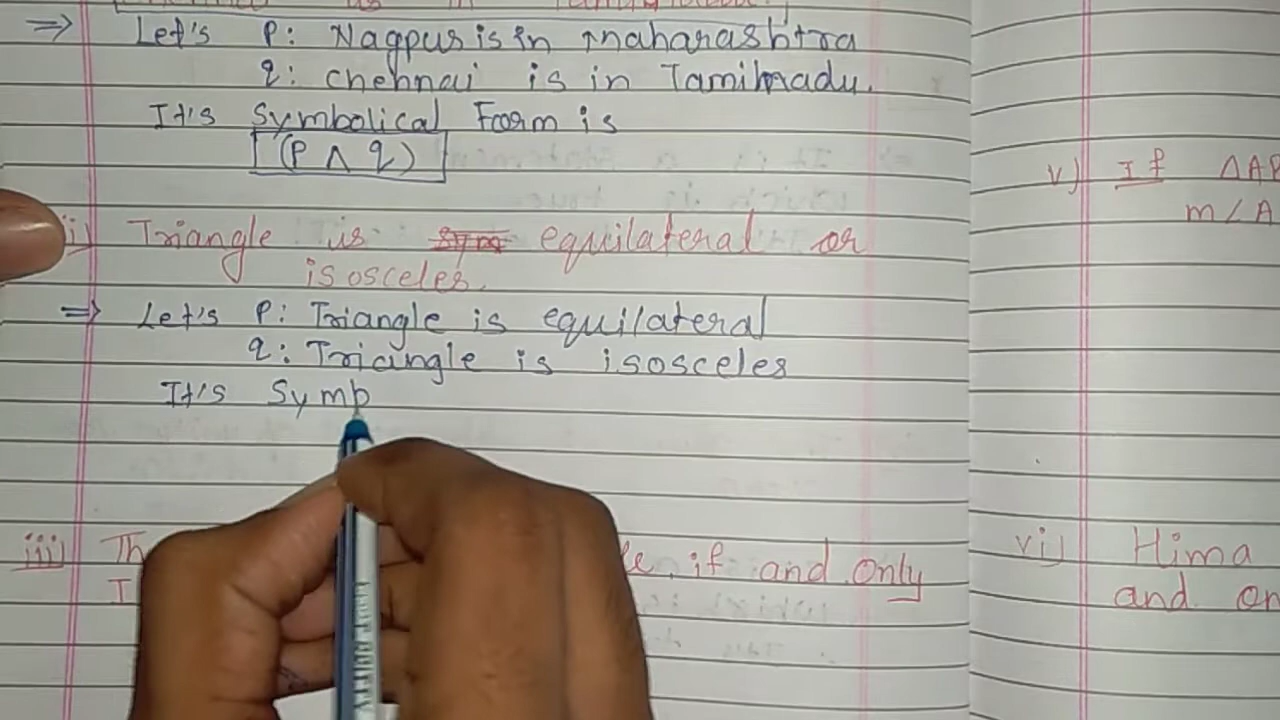 ⇒ Let's P: Nagpur is in Maharashtra
q: chennai is in Tamilnadu.
It's Symbolical Form is
(P ∧ q)
ii) Triangle is equilateral or
isosceles.
⇒ Let's P: Triangle is equilateral
q: Triangle is isosceles
It's Symb
iii) if and only
v) If
m∠A
vi) Hima
and